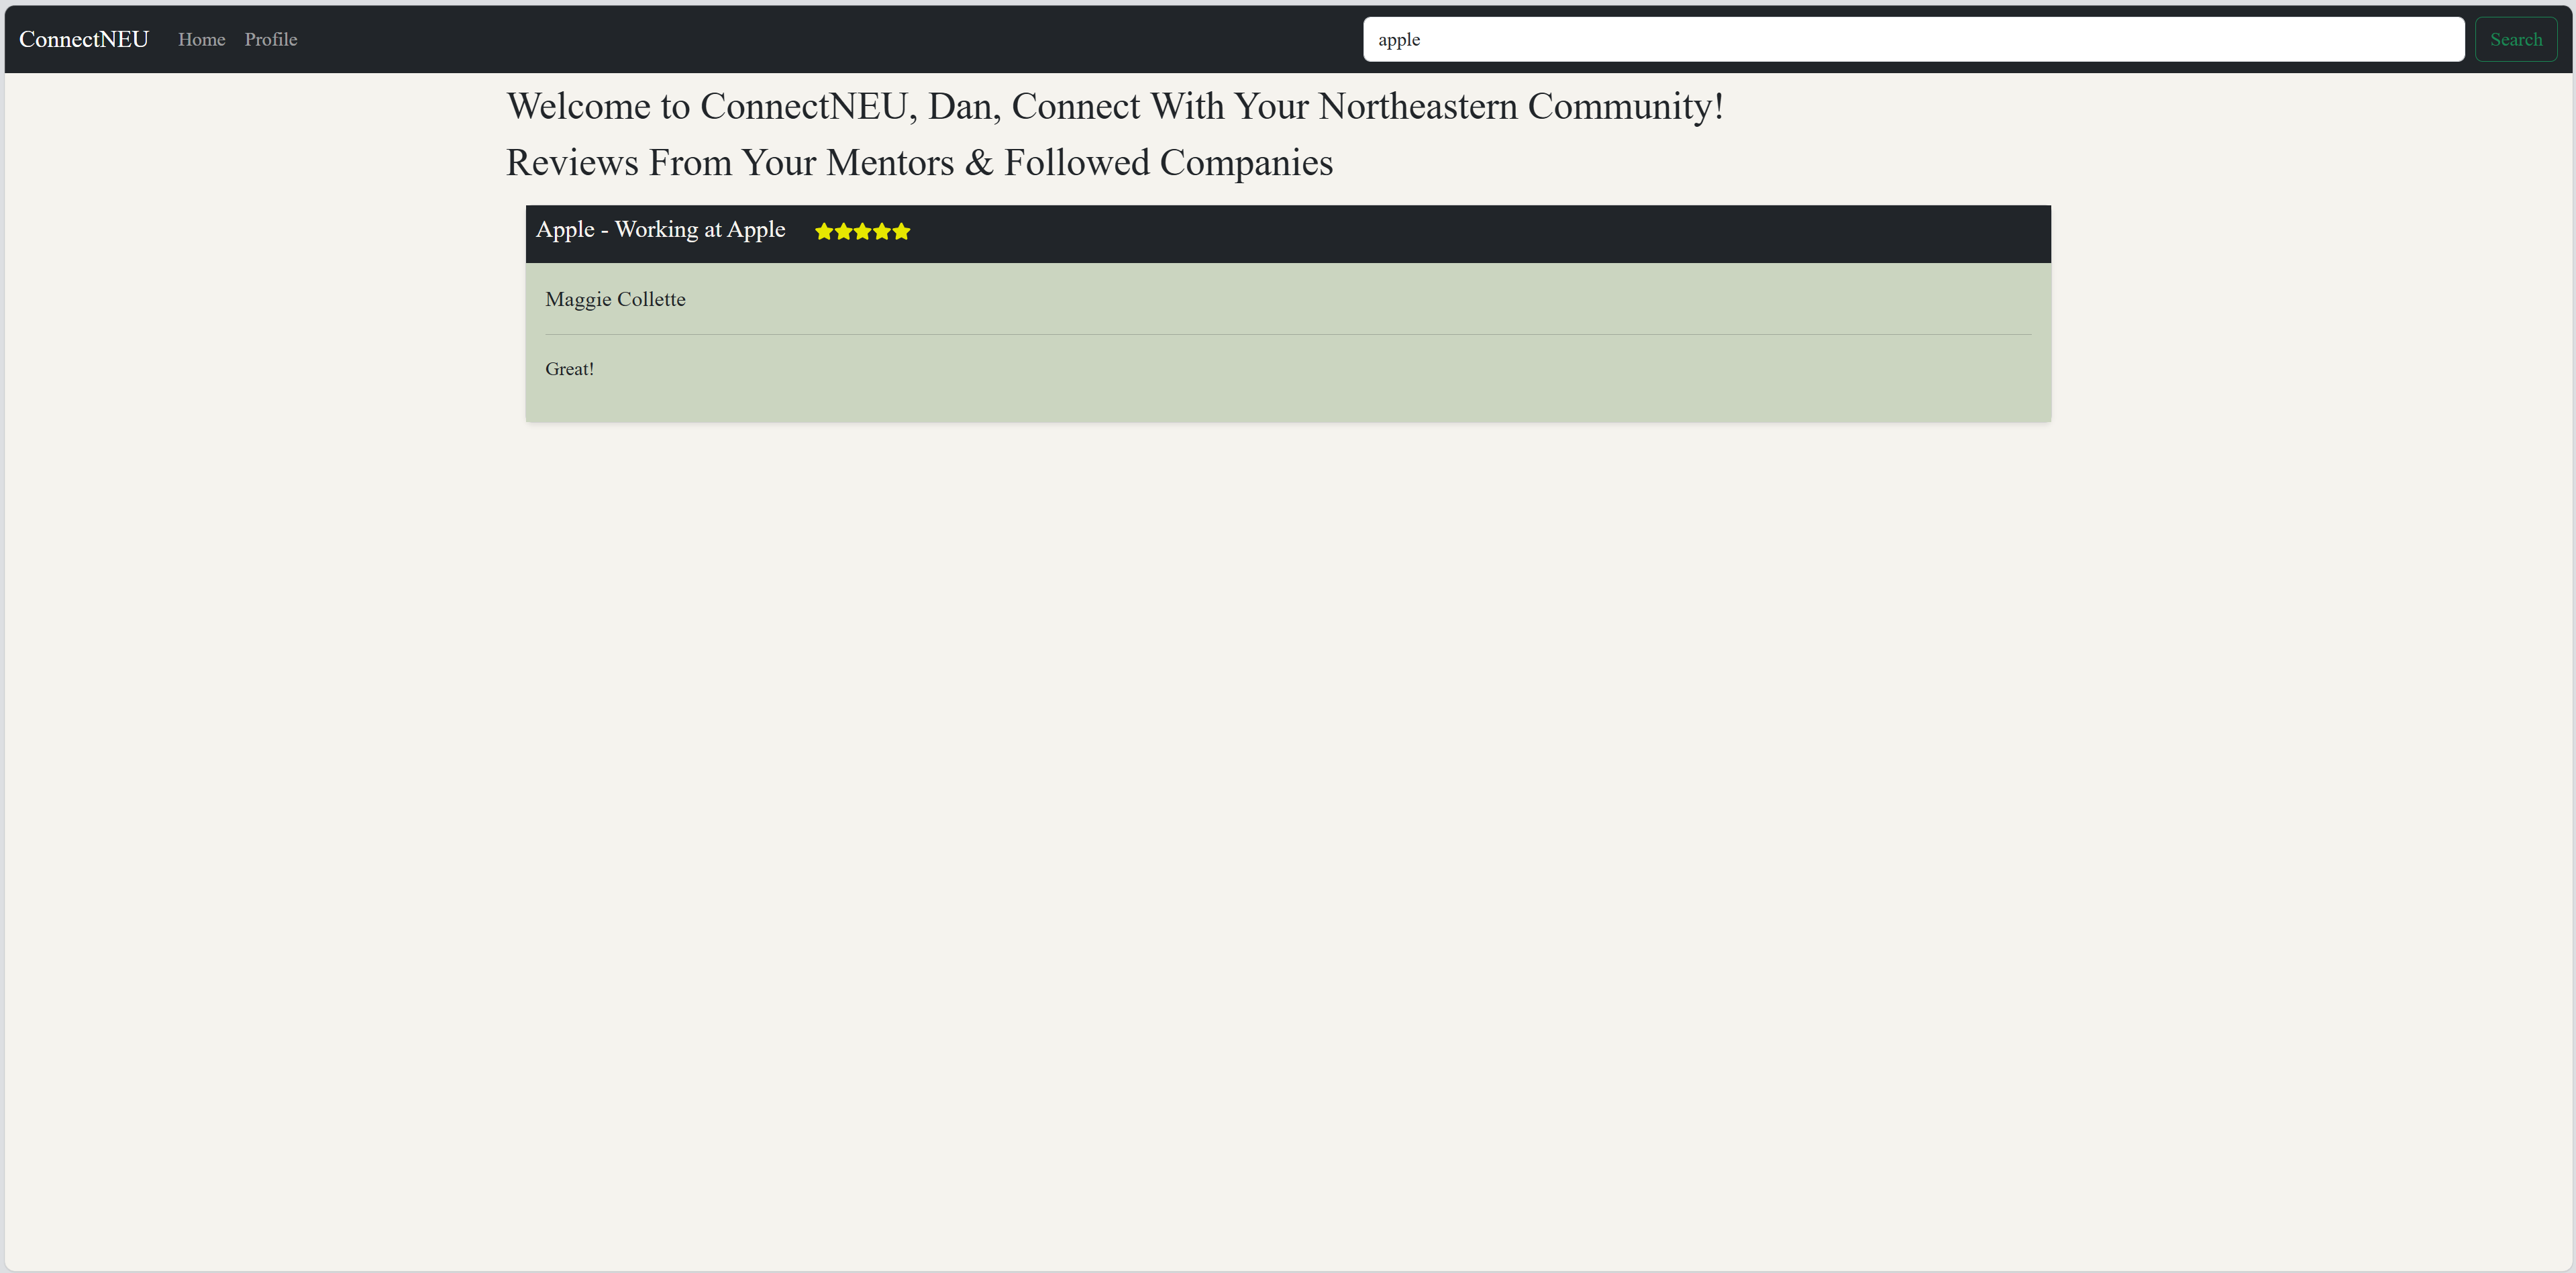 ConnectNEU Home Profile apple Search
Welcome to ConnectNEU, Dan, Connect With Your Northeastern Community!
Reviews From Your Mentors & Followed Companies
Apple - Working at Apple
Maggie Collette
Great!